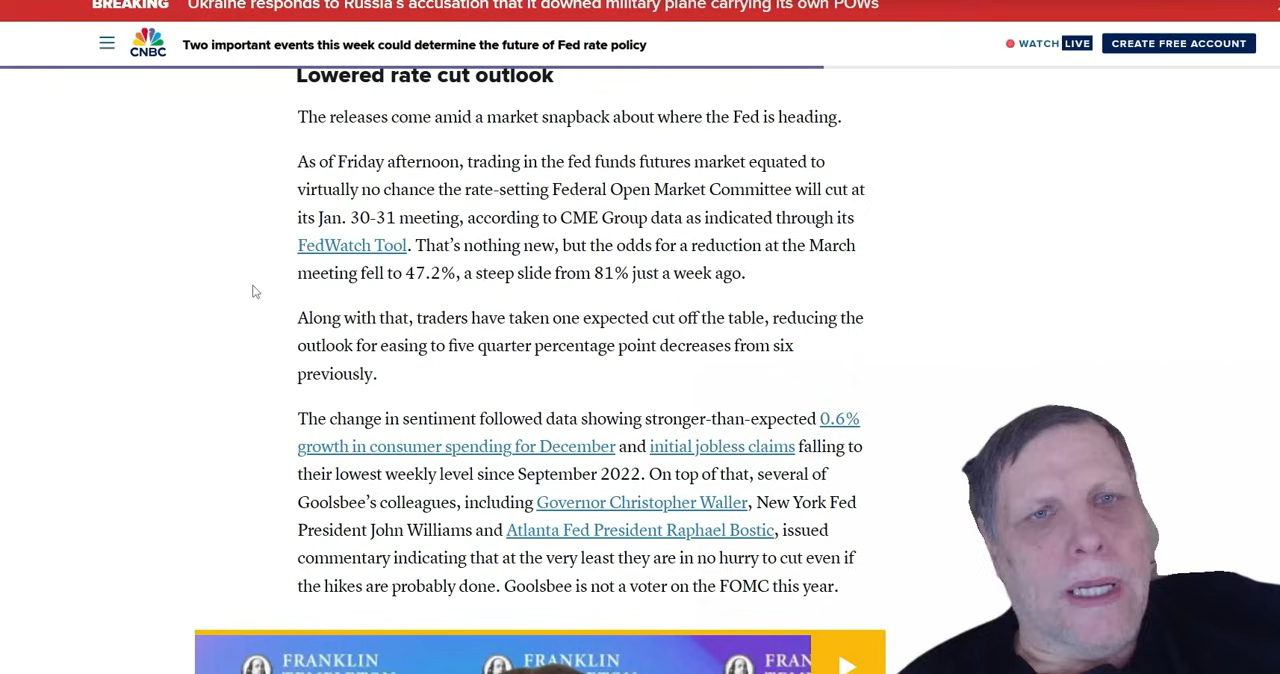 BREAKING Ukraine responds to Russia's accusation that it downed military plane carrying its own POWs
CNBC Two important events this week could determine the future of Fed rate policy WATCH LIVE CREATE FREE ACCOUNT
Lowered rate cut outlook
The releases come amid a market snapback about where the Fed is heading.
As of Friday afternoon, trading in the fed funds futures market equated to
virtually no chance the rate-setting Federal Open Market Committee will cut at
its Jan. 30-31 meeting, according to CME Group data as indicated through its
FedWatch Tool. That's nothing new, but the odds for a reduction at the March
meeting fell to 47.2%, a steep slide from 81% just a week ago.
Along with that, traders have taken one expected cut off the table, reducing the
outlook for easing to five quarter percentage point decreases from six
previously.
The change in sentiment followed data showing stronger-than-expected 0.6%
growth in consumer spending for December and initial jobless claims falling to
their lowest weekly level since September 2022. On top of that, several of
Goolsbee's colleagues, including Governor Christopher Waller, New York Fed
President John Williams and Atlanta Fed President Raphael Bostic, issued
commentary indicating that at the very least they are in no hurry to cut even if
the hikes are probably done. Goolsbee is not a voter on the FOMC this year.
FRANKLIN FRANKLIN FRAN